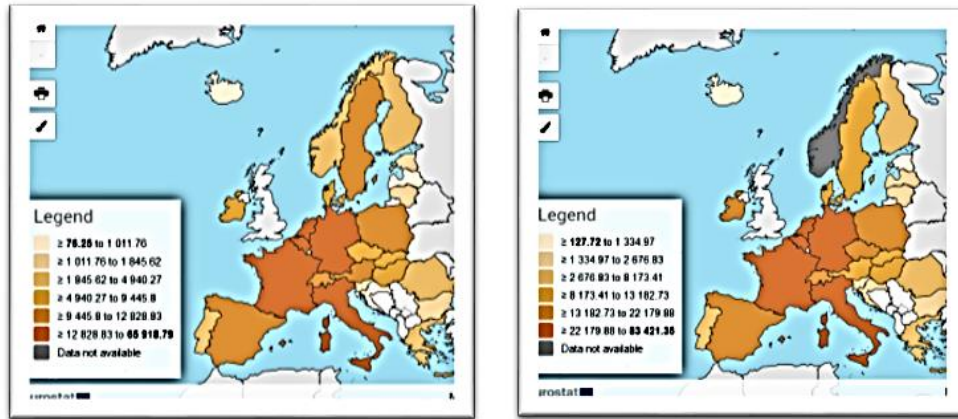 Legend
≥ 76.25 to 1 011 76
≥ 1 011 76 to 1 845 62
≥ 1 845 62 to 4 940 27
≥ 4 940 27 to 9 445 8
≥ 9 445 8 to 12 828 83
≥ 12 828 83 to 65 918.79
Data not available
urostat
Legend
≥ 127.72 to 1 334 97
≥ 1 334 97 to 2 676 83
≥ 2 676 83 to 8 173 41
≥ 8 173 41 to 13 182 73
≥ 13 182 73 to 22 179 88
≥ 22 179 88 to 83 421.35
Data not available
urostat